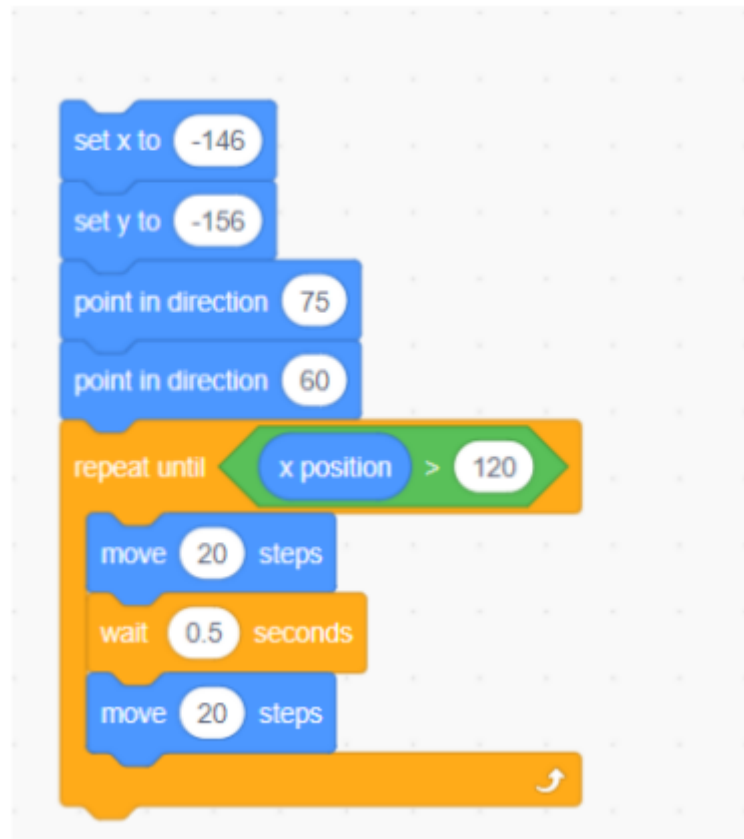 set x to -146
set y to -156
point in direction 75
point in direction 60
repeat until x position > 120
move 20 steps
wait 0.5 seconds
move 20 steps